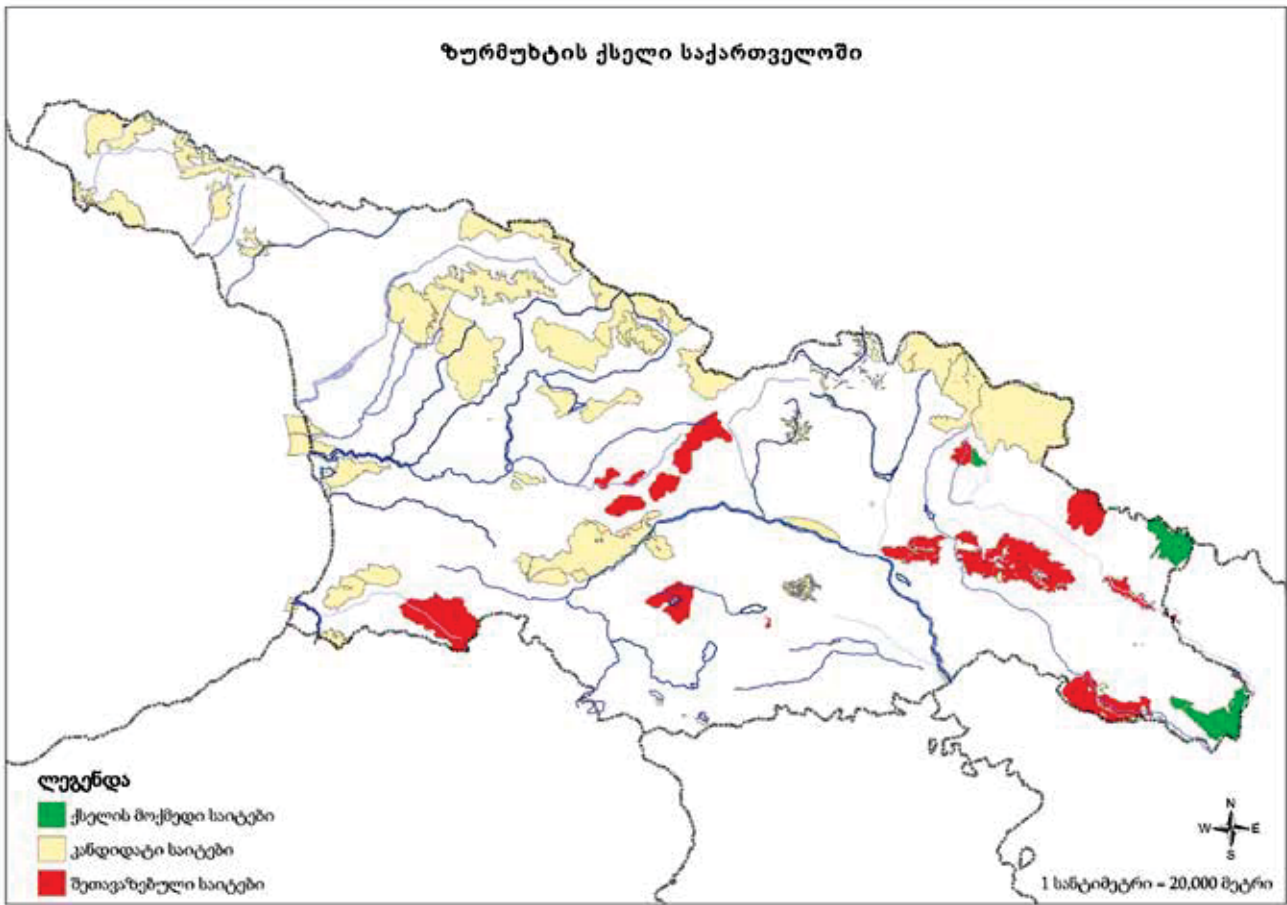 ზურმუხტის ქსელი საქართველოში
ლეგენდა
ქსელის მოქმედი საიტები
კანდიდატი საიტები
შეთავაზებული საიტები
N
W E
S
1 სანტიმეტრი = 20,000 მეტრი